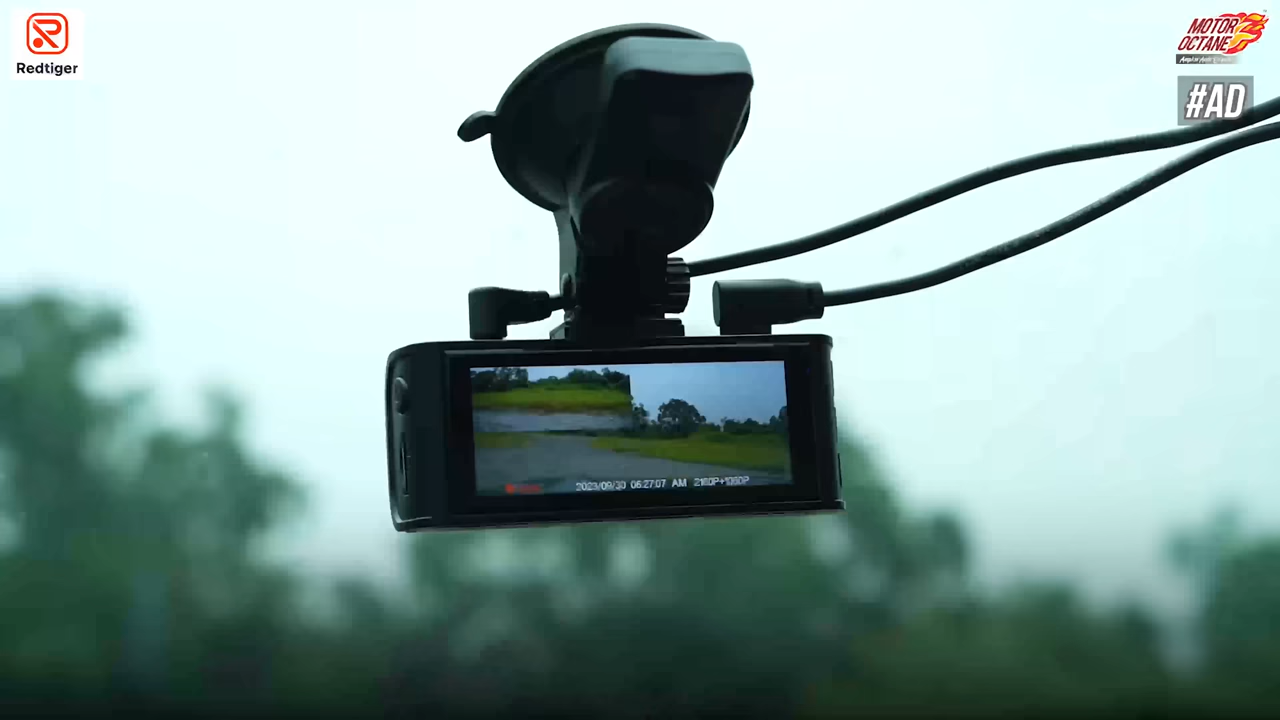 Redtiger
MOTOR
OCTANE
#AD
2023/09/30 06:27:07 AM 2160P+1080P